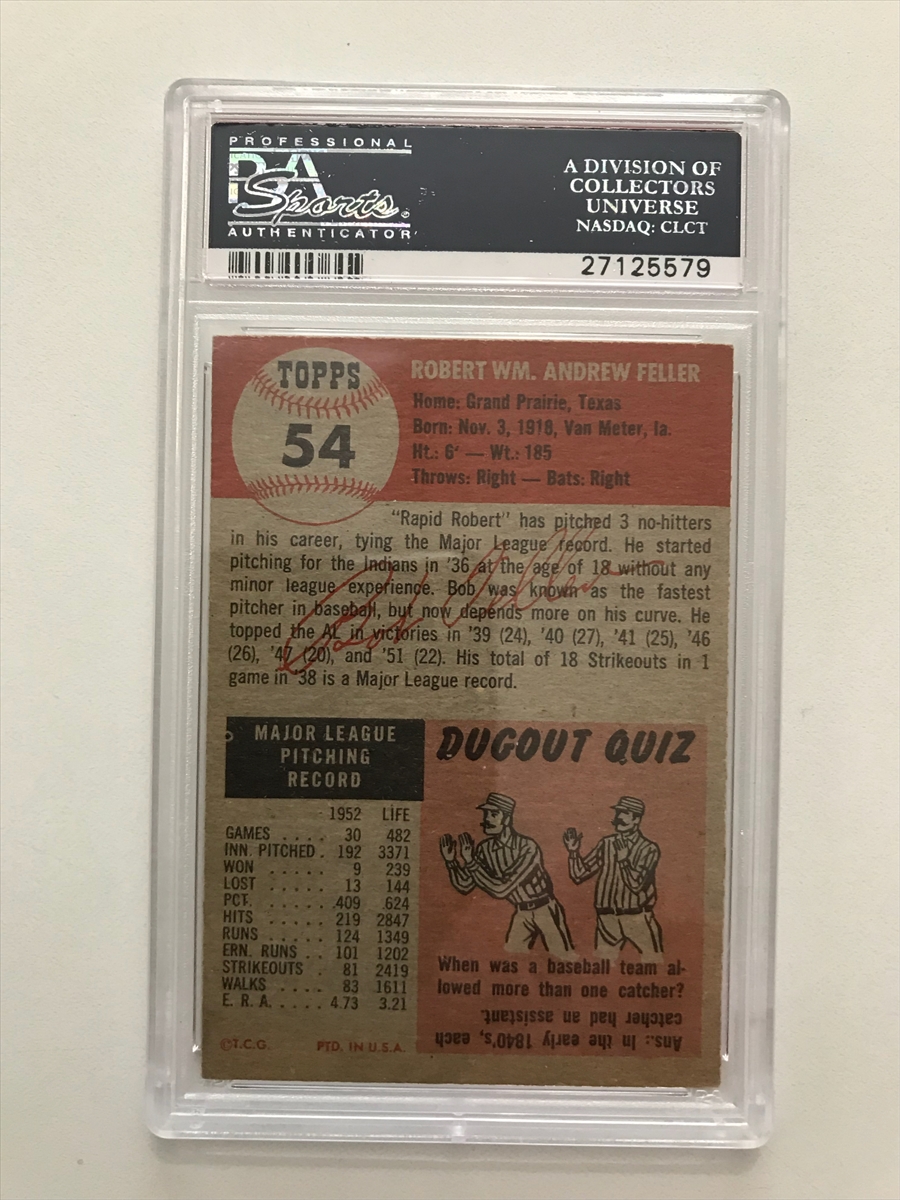 PROFESSIONAL
PSA
Sports
AUTHENTICATOR
A DIVISION OF
COLLECTORS
UNIVERSE
NASDAQ: CLCT
27125579
TOPPS
54
ROBERT WM. ANDREW FELLER
Home: Grand Prairie, Texas
Born: Nov. 3, 1918, Van Meter, Ia.
Ht.: 6' — Wt.: 185
Throws: Right — Bats: Right
"Rapid Robert" has pitched 3 no-hitters
in his career, tying the Major League record. He started
pitching for the Indians in '36 at the age of 18 without any
minor league experience. Bob was known as the fastest
pitcher in baseball, but now depends more on his curve. He
topped the AL in victories in '39 (24), '40 (27), '41 (25), '46
(26), '47 (20), and '51 (22). His total of 18 Strikeouts in 1
game in '38 is a Major League record.
Bob Feller
MAJOR LEAGUE
PITCHING
RECORD
1952 LIFE
GAMES .... 30 482
INN. PITCHED . 192 3371
WON ..... 9 239
LOST ..... 13 144
PCT. ..... .409 .624
HITS ..... 219 2847
RUNS ..... 124 1349
ERN. RUNS .. 101 1202
STRIKEOUTS . 81 2419
WALKS .... 83 1611
E. R. A. .... 4.73 3.21
©T.C.G. PTD. IN U.S.A.
DUGOUT QUIZ
When was a baseball team al-
lowed more than one catcher?
Ans.: In the early 1840's, each
catcher had an assistant.